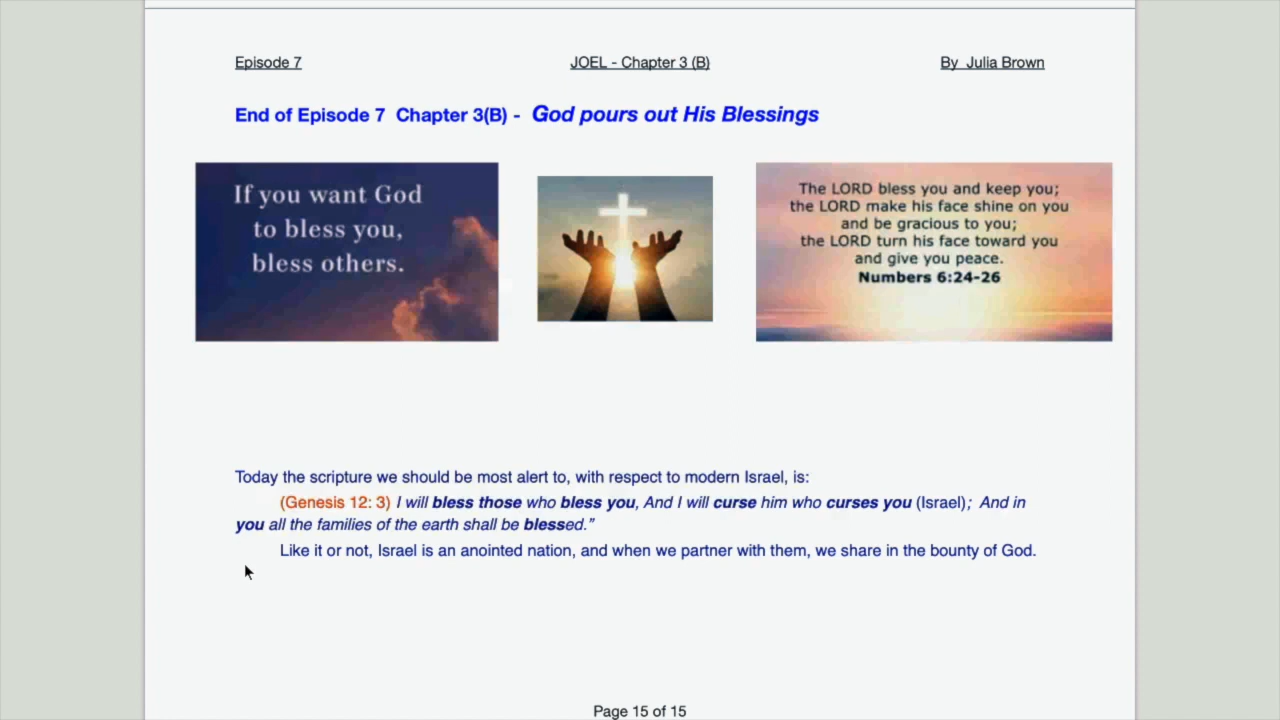 Episode 7 JOEL - Chapter 3 (B) By Julia Brown
End of Episode 7 Chapter 3(B) - God pours out His Blessings
If you want God
to bless you,
bless others.
The LORD bless you and keep you;
the LORD make his face shine on you
and be gracious to you;
the LORD turn his face toward you
and give you peace.
Numbers 6:24-26
Today the scripture we should be most alert to, with respect to modern Israel, is:
(Genesis 12: 3) I will bless those who bless you, And I will curse him who curses you (Israel); And in
you all the families of the earth shall be blessed.”
Like it or not, Israel is an anointed nation, and when we partner with them, we share in the bounty of God.
Page 15 of 15